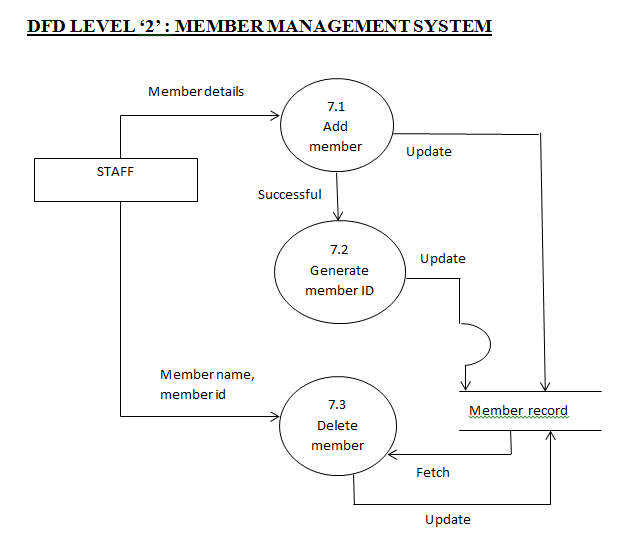 DFD LEVEL ‘2’ : MEMBER MANAGEMENT SYSTEM
Member details
7.1
Add
member
Update
STAFF
Successful
7.2
Generate
member ID
Update
Member name,
member id
7.3
Delete
member
Member record
Fetch
Update